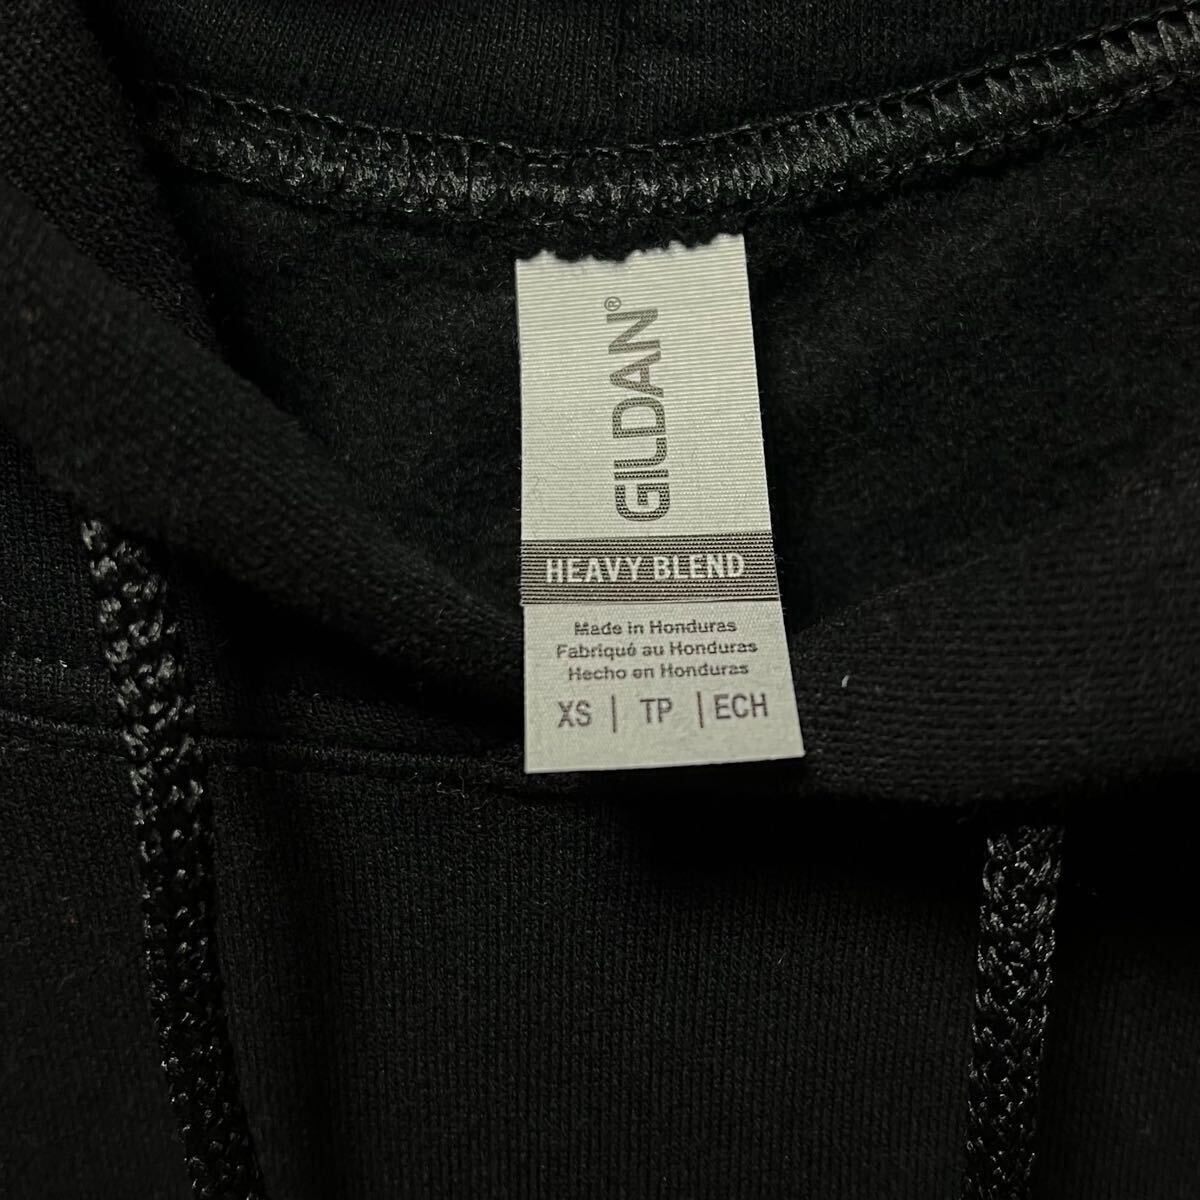 GILDAN®
HEAVY BLEND
Made in Honduras
Fabriqué au Honduras
Hecho en Honduras
XS | TP | ECH